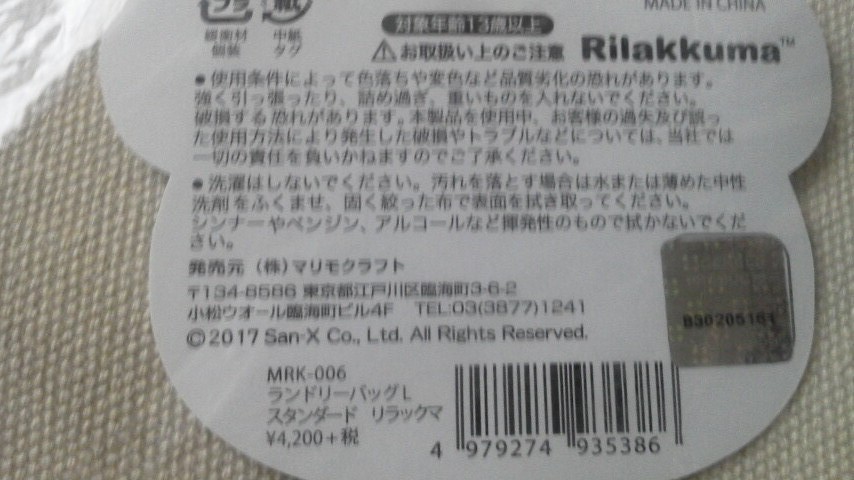 MADE IN CHINA
プラ 紙
緩衝材 中紙
個装 タグ
対象年齢13歳以上
⚠お取扱い上のご注意 Rilakkuma™
●使用条件によって色落ちや変色など品質劣化の恐れがあります。
強く引っ張ったり、詰め過ぎ、重いものを入れないでください。
破損する恐れがあります。本製品を使用中、お客様の過失及び誤っ
た使用方法により発生した破損やトラブルなどについては、当社では
一切の責任を負いかねますのでご了承ください。
●洗濯はしないでください。汚れを落とす場合は水または薄めた中性
洗剤をふくませ、固く絞った布で表面を拭き取ってください。
シンナーやベンジン、アルコールなど揮発性のもので拭かないでくだ
さい。
発売元 (株)マリモクラフト
〒134-8586 東京都江戸川区臨海町3-6-2
小松ウオール臨海町ビル4F TEL:03(3877)1241
©2017 San-X Co., Ltd. All Rights Reserved.
MRK-006
ランドリーバッグL
スタンダード リラックマ
¥4,200+税
4 979274 935386